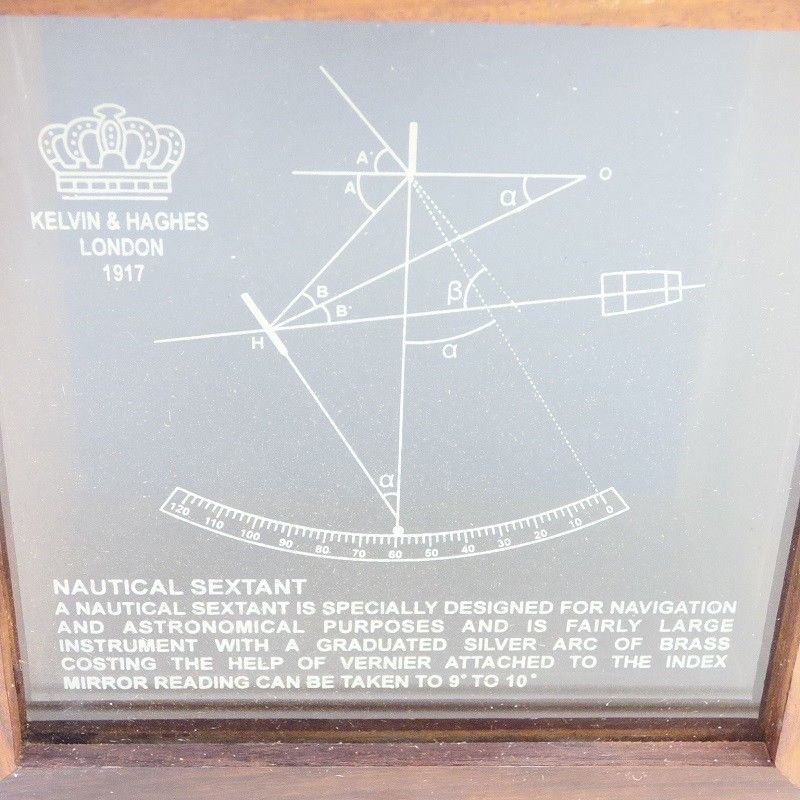 KELVIN & HAGHES
LONDON
1917
A'
A
O
α
B
B'
β
H
α
α
120 110 100 90 80 70 60 50 40 30 20 10 0
NAUTICAL SEXTANT
A NAUTICAL SEXTANT IS SPECIALLY DESIGNED FOR NAVIGATION
AND ASTRONOMICAL PURPOSES AND IS FAIRLY LARGE
INSTRUMENT WITH A GRADUATED SILVER ARC OF BRASS
COSTING THE HELP OF VERNIER ATTACHED TO THE INDEX
MIRROR READING CAN BE TAKEN TO 9° TO 10°